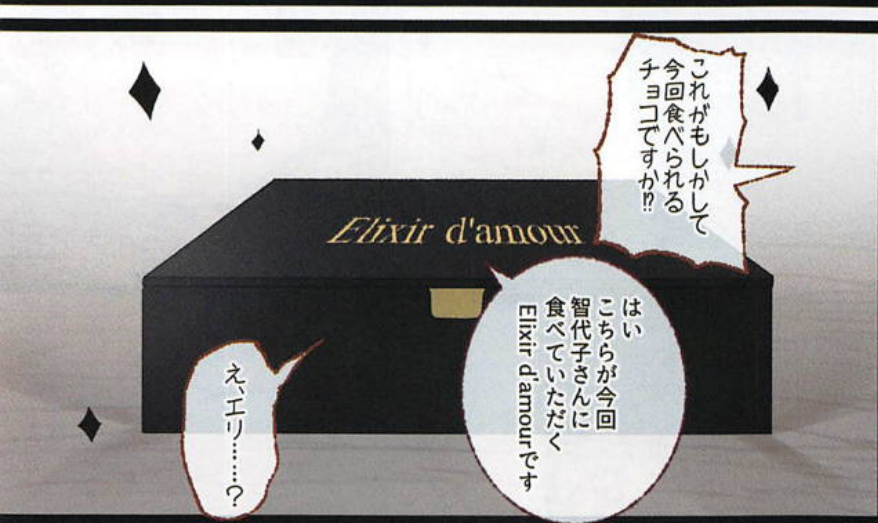 これがもしかして
今回食べられる
チョコですか!?
Elixir d'amour
はい
こちらが今回
智代子さんに
食べていただく
Elixir d'amourです
え、エリ……?